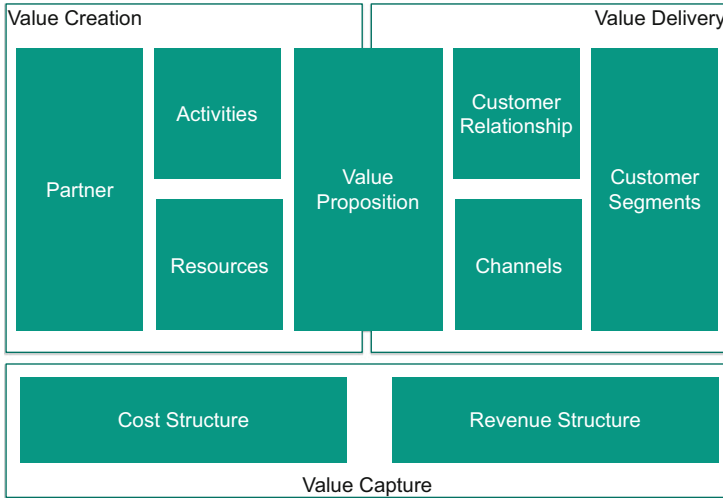 Value Creation
Value Delivery
Partner
Activities
Resources
Value
Proposition
Customer
Relationship
Channels
Customer
Segments
Cost Structure
Revenue Structure
Value Capture